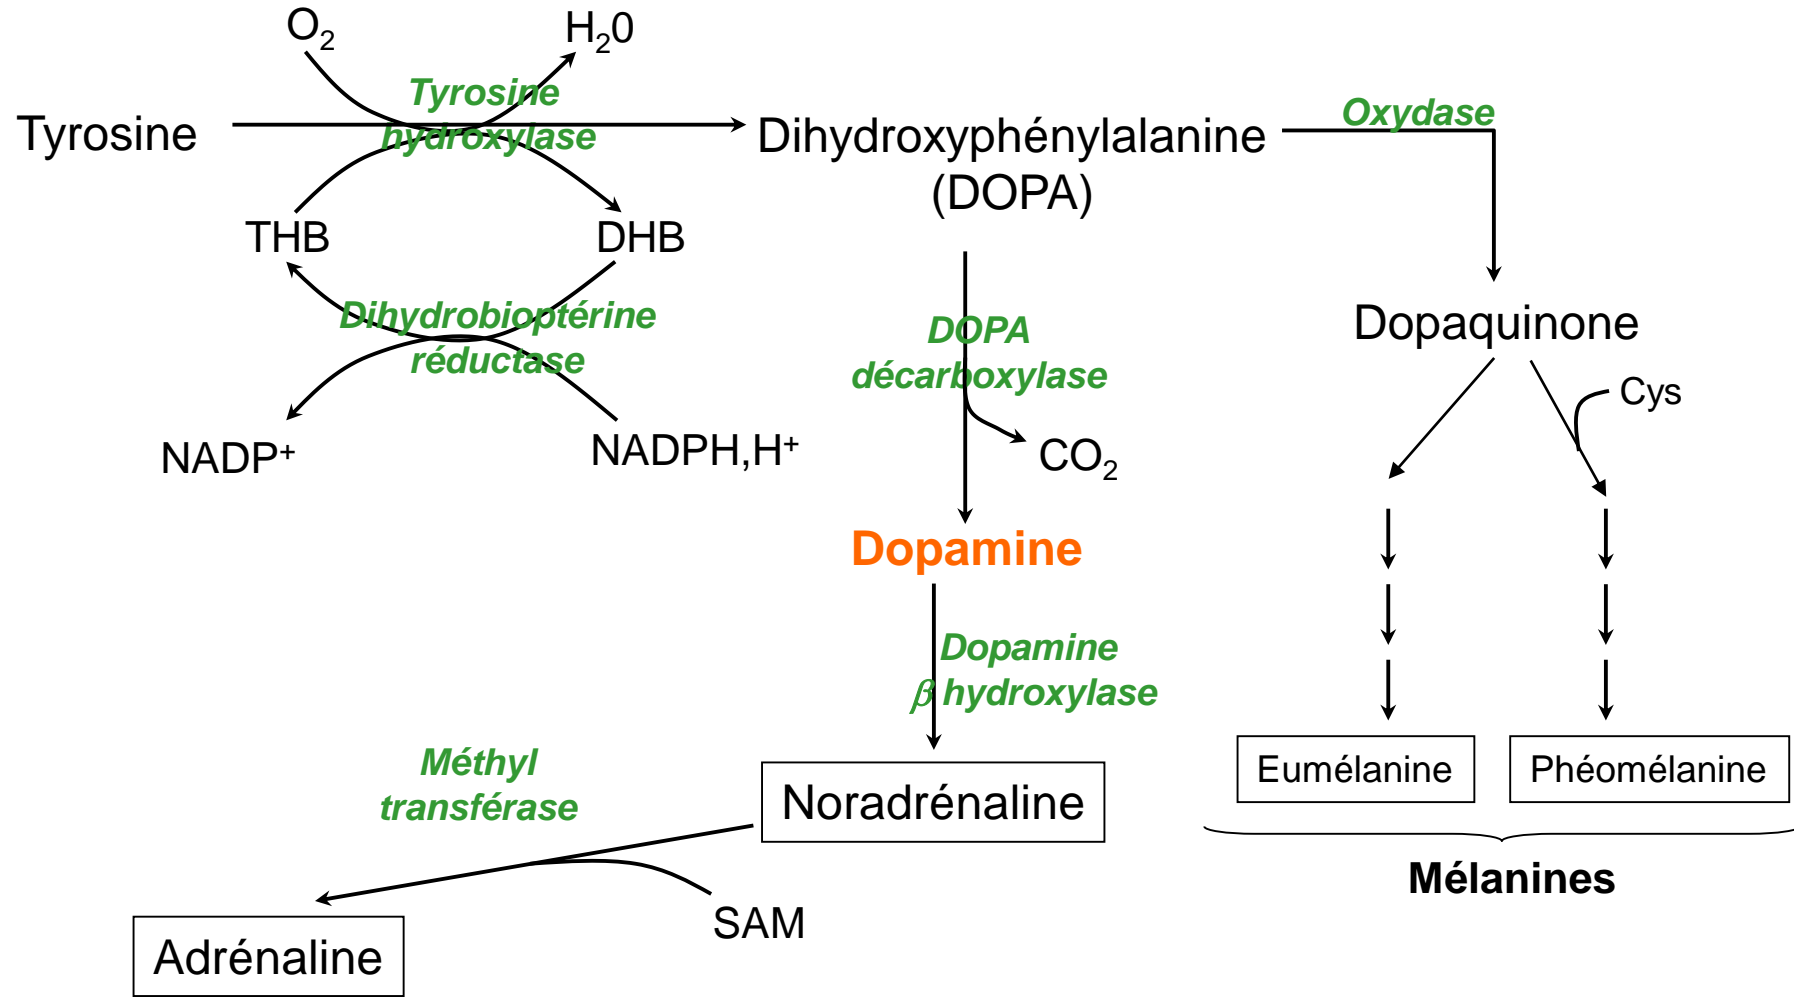 O₂
H₂0
Tyrosine
hydroxylase
Tyrosine
Dihydroxyphénylalanine
(DOPA)
Oxydase
THB
DHB
Dihydrobioptérine
réductase
NADP⁺
NADPH,H⁺
DOPA
décarboxylase
CO₂
Dopaquinone
Cys
Dopamine
Dopamine
β hydroxylase
Méthyl
transférase
Noradrénaline
SAM
Adrénaline
Eumélanine
Phéomélanine
Mélanines